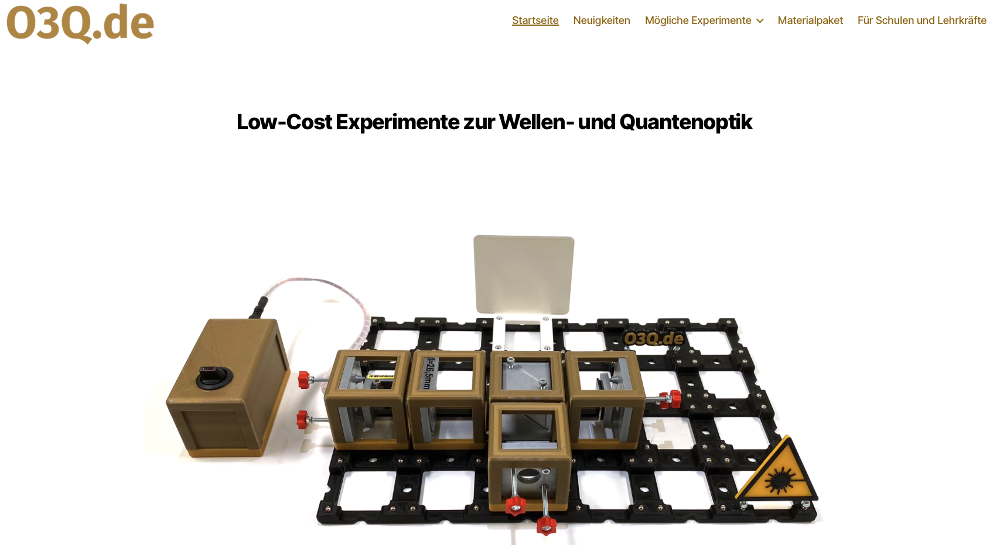 O3Q.de
Startseite Neuigkeiten Mögliche Experimente Materialpaket Für Schulen und Lehrkräfte
Low-Cost Experimente zur Wellen- und Quantenoptik
O3Q.de
f=26,5mm